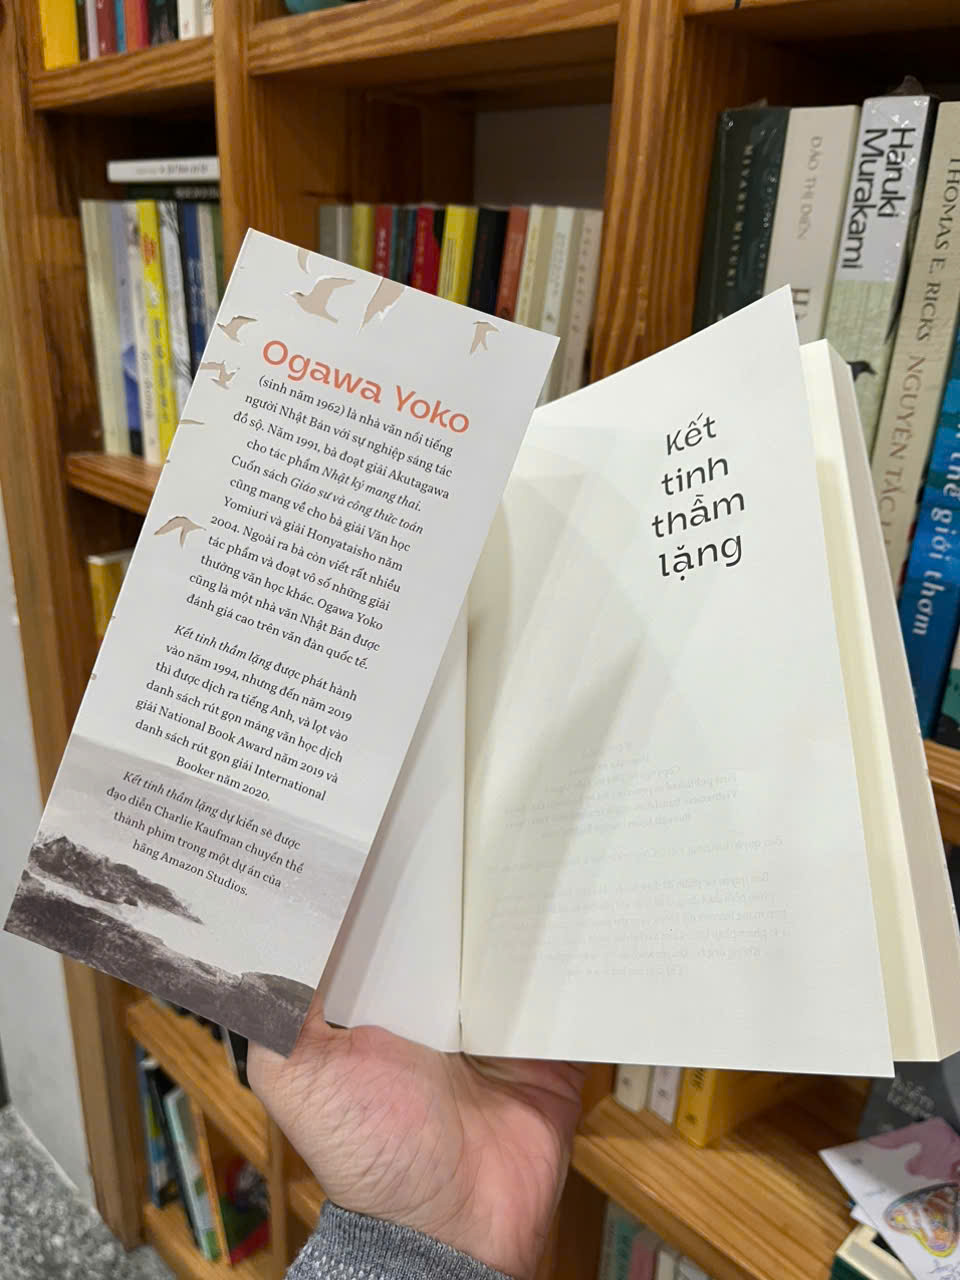 Ogawa Yoko
(sinh năm 1962) là nhà văn nổi tiếng
người Nhật Bản với sự nghiệp sáng tác
đồ sộ. Năm 1991, bà đoạt giải Akutagawa
cho tác phẩm Nhật ký mang thai.
Cuốn sách Giáo sư và công thức toán
cũng mang về cho bà giải Văn học
Yomiuri và giải Honyataisho năm
2004. Ngoài ra bà còn viết rất nhiều
tác phẩm và đoạt vô số những giải
thưởng văn học khác. Ogawa Yoko
cũng là một nhà văn Nhật Bản được
đánh giá cao trên văn đàn quốc tế.
Kết tinh thầm lặng được phát hành
vào năm 1994, nhưng đến năm 2019
thì được dịch ra tiếng Anh, và lọt vào
danh sách rút gọn mảng văn học dịch
giải National Book Award năm 2019 và
danh sách rút gọn giải International
Booker năm 2020.
Kết tinh thầm lặng dự kiến sẽ được
đạo diễn Charlie Kaufman chuyển thể
thành phim trong một dự án của
hãng Amazon Studios.
kết
tinh
thầm
lặng
MIYABE MIYUKI
ĐÀO THỊ DIẾN
Haruki
Murakami
THOMAS E. RICKS
NGUYÊN TẮC
thế giới thơm